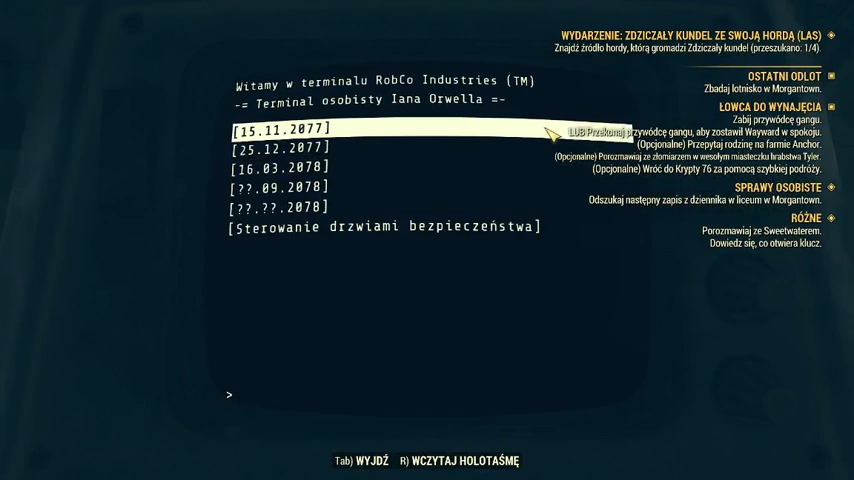 Witamy w terminalu RobCo Industries (TM)
-= Terminal osobisty Iana Orwella =-
[15.11.2077]
[25.12.2077]
[16.03.2078]
[??.09.2078]
[??.??.2078]
[Sterowanie drzwiami bezpieczeństwa]
>
WYDARZENIE: ZDZICZAŁY KUNDEL ZE SWOJĄ HORDĄ (LAS)
Znajdź źródło hordy, którą gromadzi Zdziczały kundel (przeszukano: 1/4).
OSTATNI ODLOT
Zbadaj lotnisko w Morgantown.
ŁOWCA DO WYNAJĘCIA
Zabij przywódcę gangu.
LUB Przekonaj przywódcę gangu, aby zostawił Wayward w spokoju.
(Opcjonalne) Przepytaj rodzinę na farmie Anchor.
(Opcjonalne) Porozmawiaj ze złomiarzem w wesołym miasteczku hrabstwa Tyler.
(Opcjonalne) Wróć do Krypty 76 za pomocą szybkiej podróży.
SPRAWY OSOBISTE
Odszukaj następny zapis z dziennika w liceum w Morgantown.
RÓŻNE
Porozmawiaj ze Sweetwaterem.
Dowiedz się, co otwiera klucz.
Tab) WYJDŹ R) WCZYTAJ HOLOTAŚMĘ